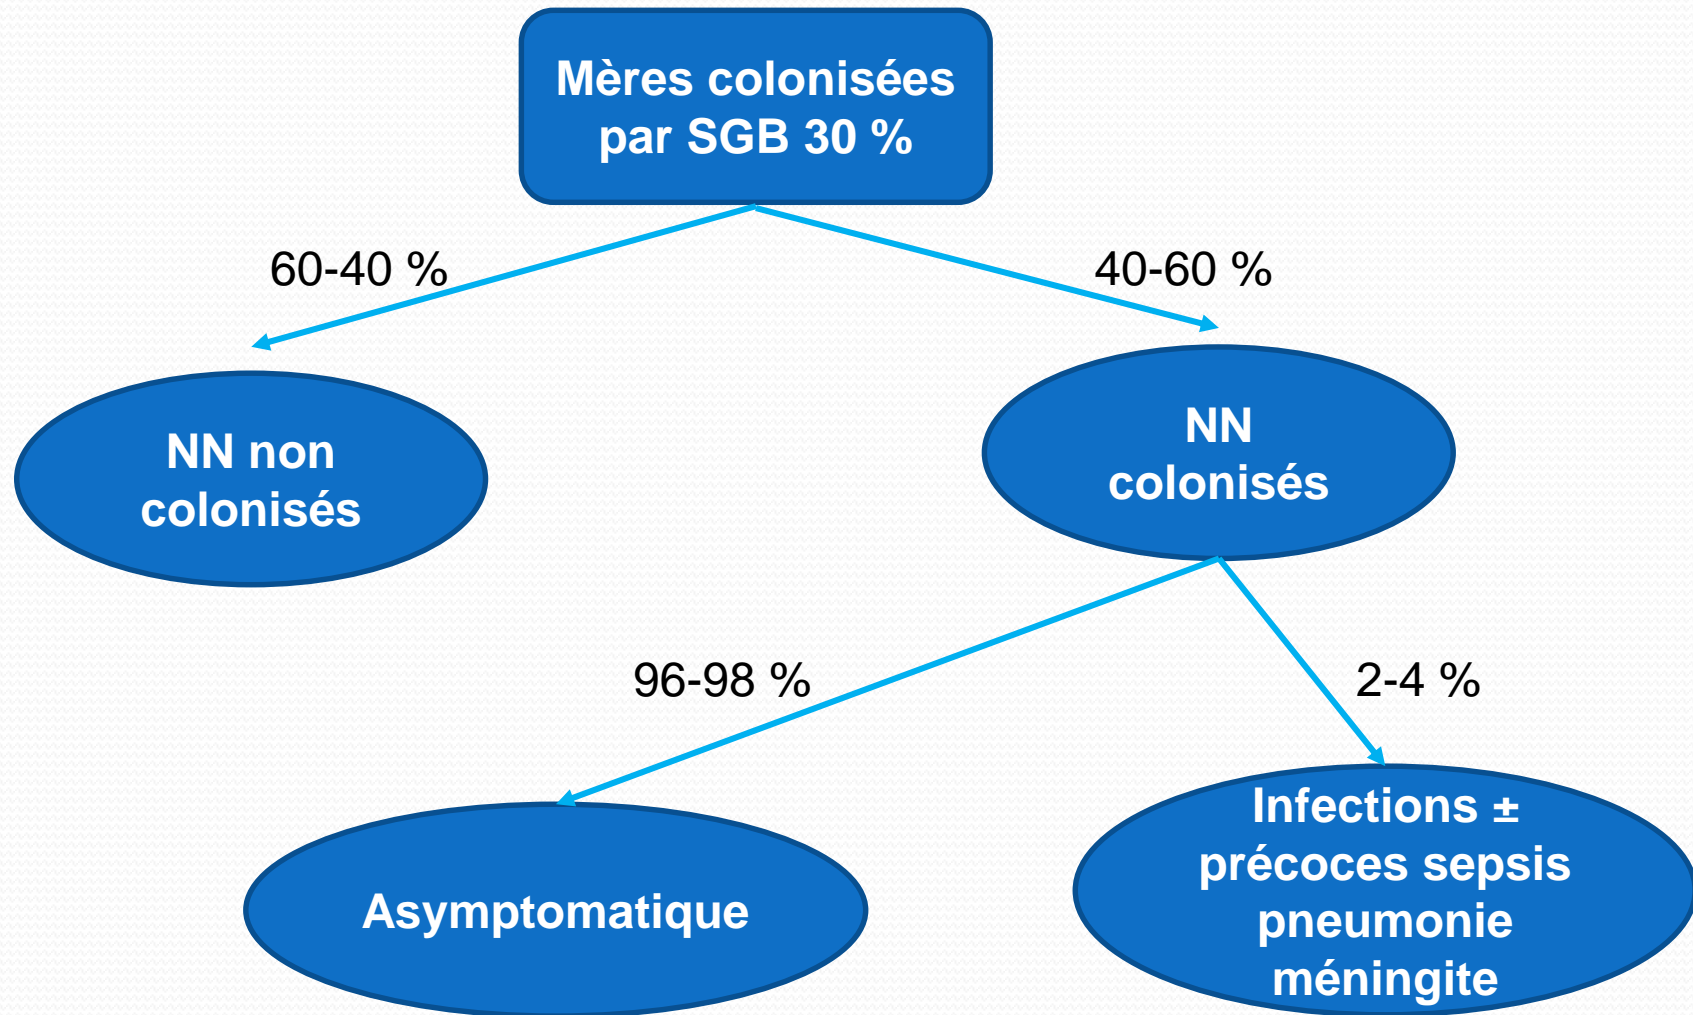 Mères colonisées
par SGB 30 %
60-40 %
40-60 %
NN non
colonisés
NN
colonisés
96-98 %
2-4 %
Asymptomatique
Infections ±
précoces sepsis
pneumonie
méningite